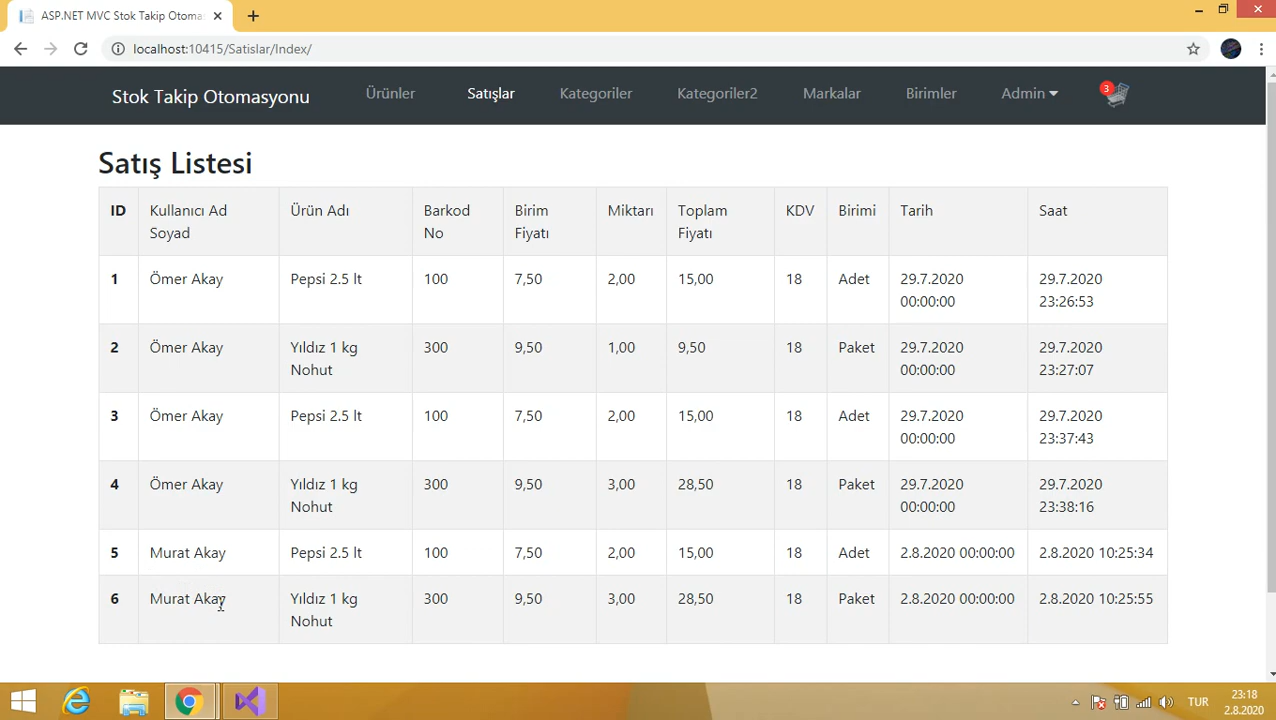 ASP.NET MVC Stok Takip Otoma
localhost:10415/Satislar/Index/
Stok Takip Otomasyonu Ürünler Satışlar Kategoriler Kategoriler2 Markalar Birimler Admin 3
Satış Listesi
ID Kullanıcı Ad Soyad Ürün Adı Barkod No Birim Fiyatı Miktarı Toplam Fiyatı KDV Birimi Tarih Saat
1 Ömer Akay Pepsi 2.5 lt 100 7,50 2,00 15,00 18 Adet 29.7.2020 00:00:00 29.7.2020 23:26:53
2 Ömer Akay Yıldız 1 kg Nohut 300 9,50 1,00 9,50 18 Paket 29.7.2020 00:00:00 29.7.2020 23:27:07
3 Ömer Akay Pepsi 2.5 lt 100 7,50 2,00 15,00 18 Adet 29.7.2020 00:00:00 29.7.2020 23:37:43
4 Ömer Akay Yıldız 1 kg Nohut 300 9,50 3,00 28,50 18 Paket 29.7.2020 00:00:00 29.7.2020 23:38:16
5 Murat Akay Pepsi 2.5 lt 100 7,50 2,00 15,00 18 Adet 2.8.2020 00:00:00 2.8.2020 10:25:34
6 Murat Akay Yıldız 1 kg Nohut 300 9,50 3,00 28,50 18 Paket 2.8.2020 00:00:00 2.8.2020 10:25:55
TUR 23:18
2.8.2020